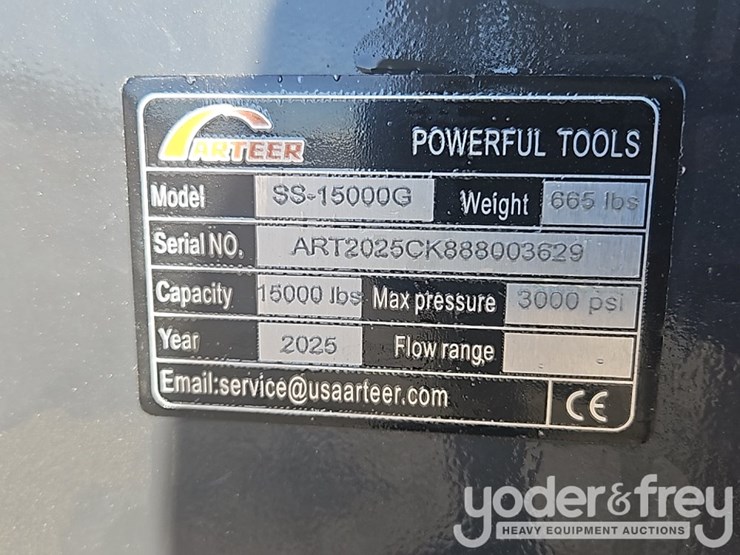 ARTEER POWERFUL TOOLS
Model SS-15000G Weight 665 lbs
Serial NO. ART2025CK888003629
Capacity 15000 lbs Max pressure 3000 psi
Year 2025 Flow range
Email:service@usaarteer.com CE
yoder&frey
HEAVY EQUIPMENT AUCTIONS